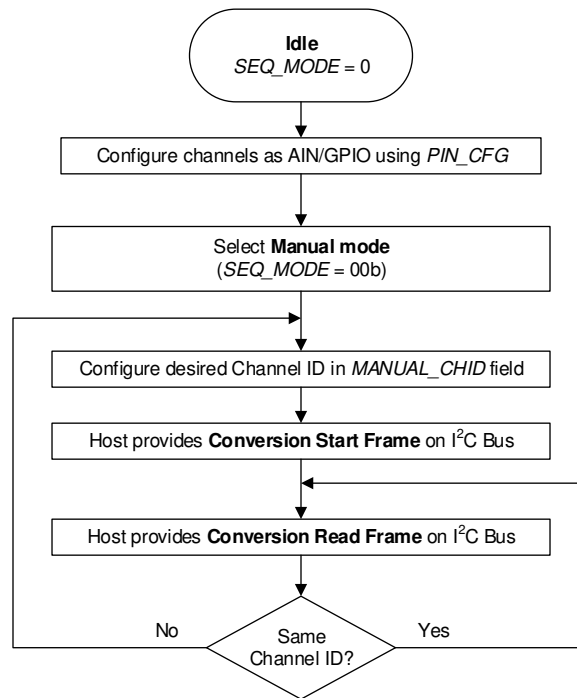 Idle
SEQ_MODE = 0
Configure channels as AIN/GPIO using PIN_CFG
Select Manual mode
(SEQ_MODE = 00b)
Configure desired Channel ID in MANUAL_CHID field
Host provides Conversion Start Frame on I²C Bus
Host provides Conversion Read Frame on I²C Bus
No
Same
Channel ID?
Yes